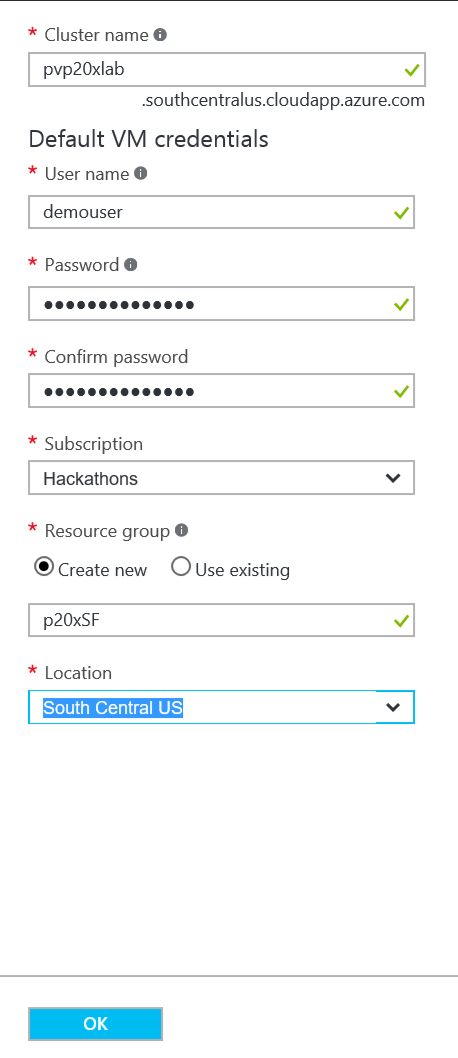 * Cluster name
pvp20xlab
.southcentralus.cloudapp.azure.com
Default VM credentials
* User name
demouser
* Password
●●●●●●●●●●●●●●
* Confirm password
●●●●●●●●●●●●●●
* Subscription
Hackathons
* Resource group
Create new Use existing
p20xSF
* Location
South Central US
OK